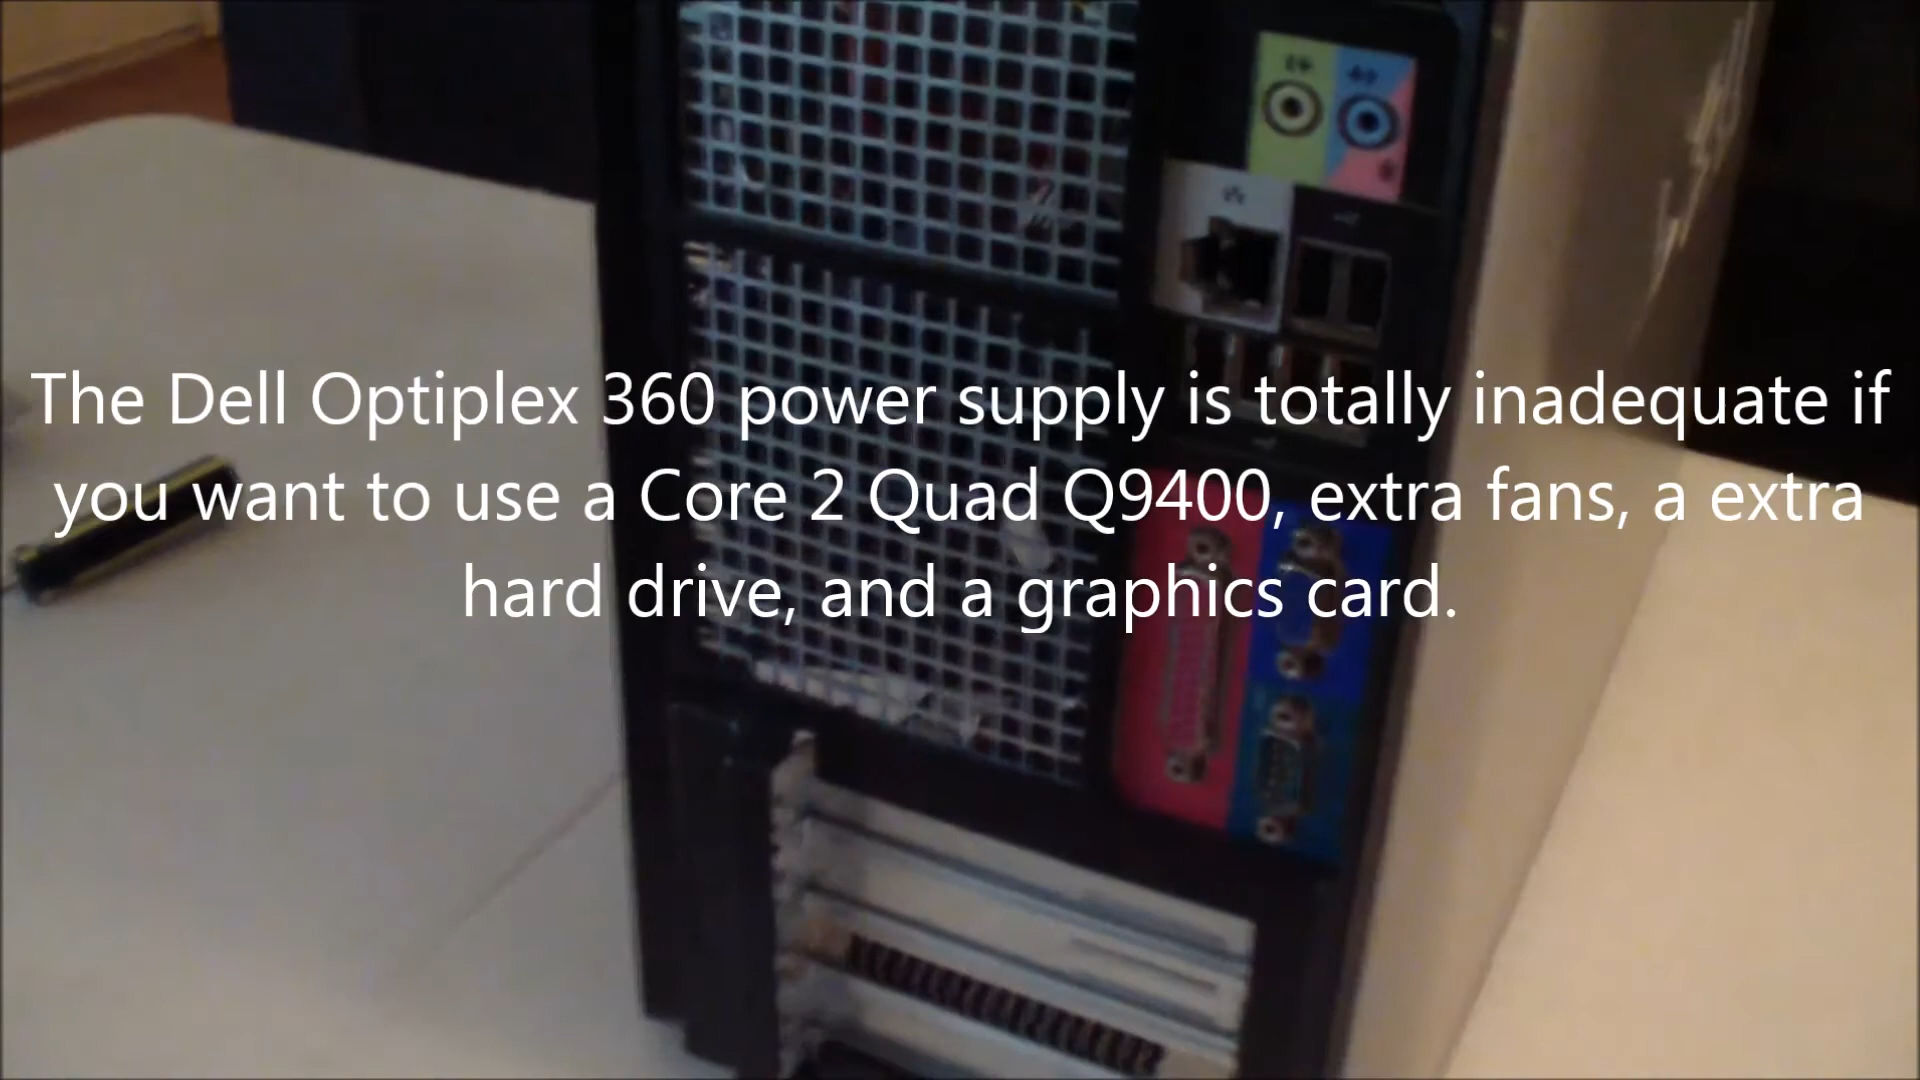 The Dell Optiplex 360 power supply is totally inadequate if
you want to use a Core 2 Quad Q9400, extra fans, a extra
hard drive, and a graphics card.